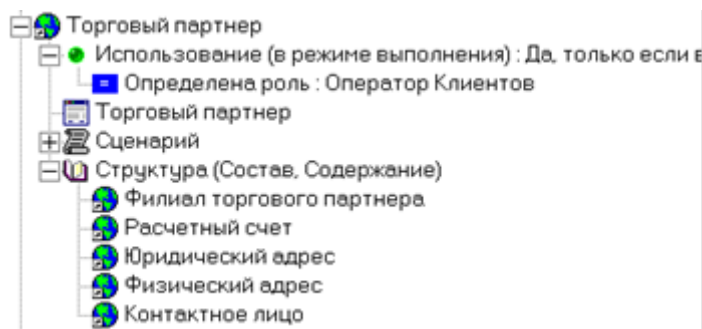 Торговый партнер
Использование (в режиме выполнения) : Да, только если в
Определена роль : Оператор Клиентов
Торговый партнер
Сценарий
Структура (Состав, Содержание)
Филиал торгового партнера
Расчетный счет
Юридический адрес
Физический адрес
Контактное лицо